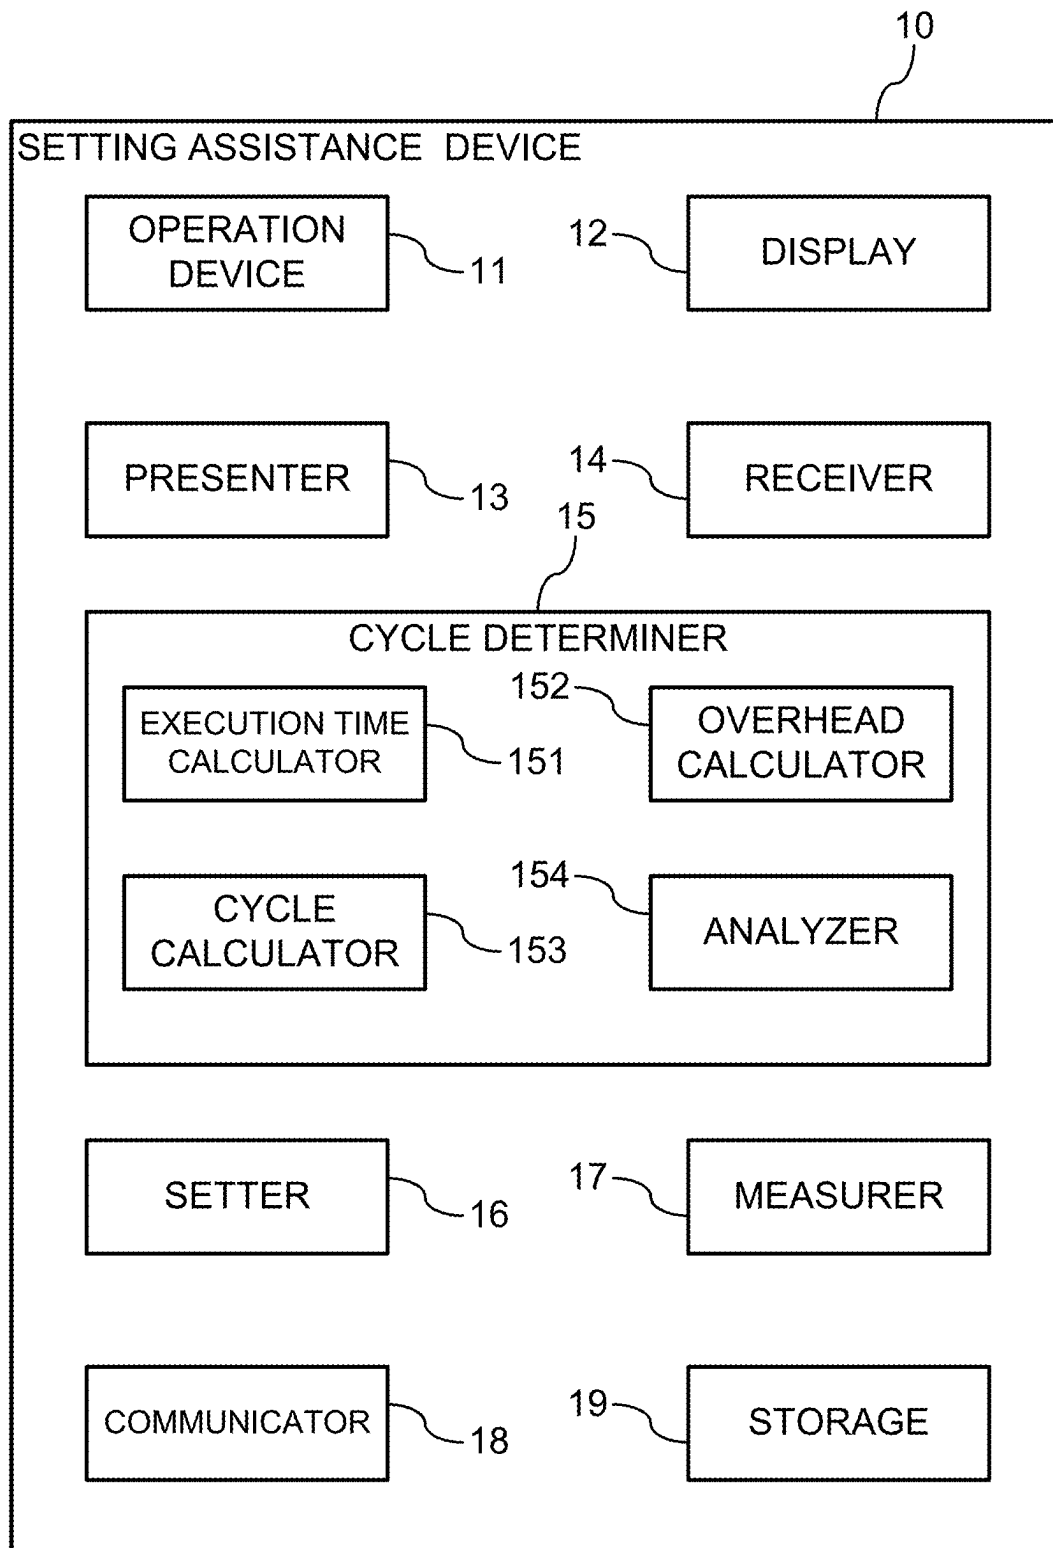 10
SETTING ASSISTANCE DEVICE
OPERATION
DEVICE
11
12
DISPLAY
PRESENTER
13
14
RECEIVER
15
CYCLE DETERMINER
EXECUTION TIME
CALCULATOR
151
152
OVERHEAD
CALCULATOR
CYCLE
CALCULATOR
153
154
ANALYZER
SETTER
16
17
MEASURER
COMMUNICATOR
18
19
STORAGE